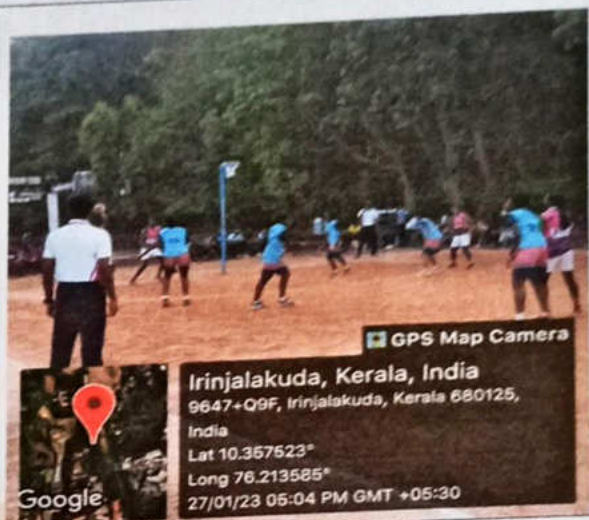 GPS Map Camera
Irinjalakuda, Kerala, India
9647+Q9F, Irinjalakuda, Kerala 680125,
India
Lat 10.357523°
Long 76.213585°
27/01/23 05:04 PM GMT +05:30
Google